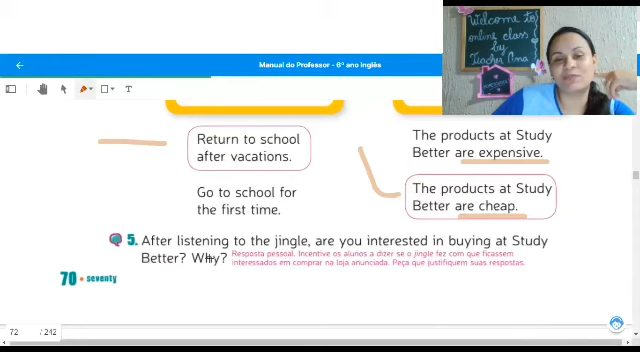 Welcome to
online class
by
Teacher Ana
Manual do Professor - 6º ano Inglês
T
Return to school
after vacations.
Go to school for
the first time.
The products at Study
Better are expensive.
The products at Study
Better are cheap.
5. After listening to the jingle, are you interested in buying at Study
Better? Why? Resposta pessoal. Incentive os alunos a dizer se o jingle fez com que ficassem
interessados em comprar na loja anunciada. Peça que justifiquem suas respostas.
70 • seventy
72 / 242